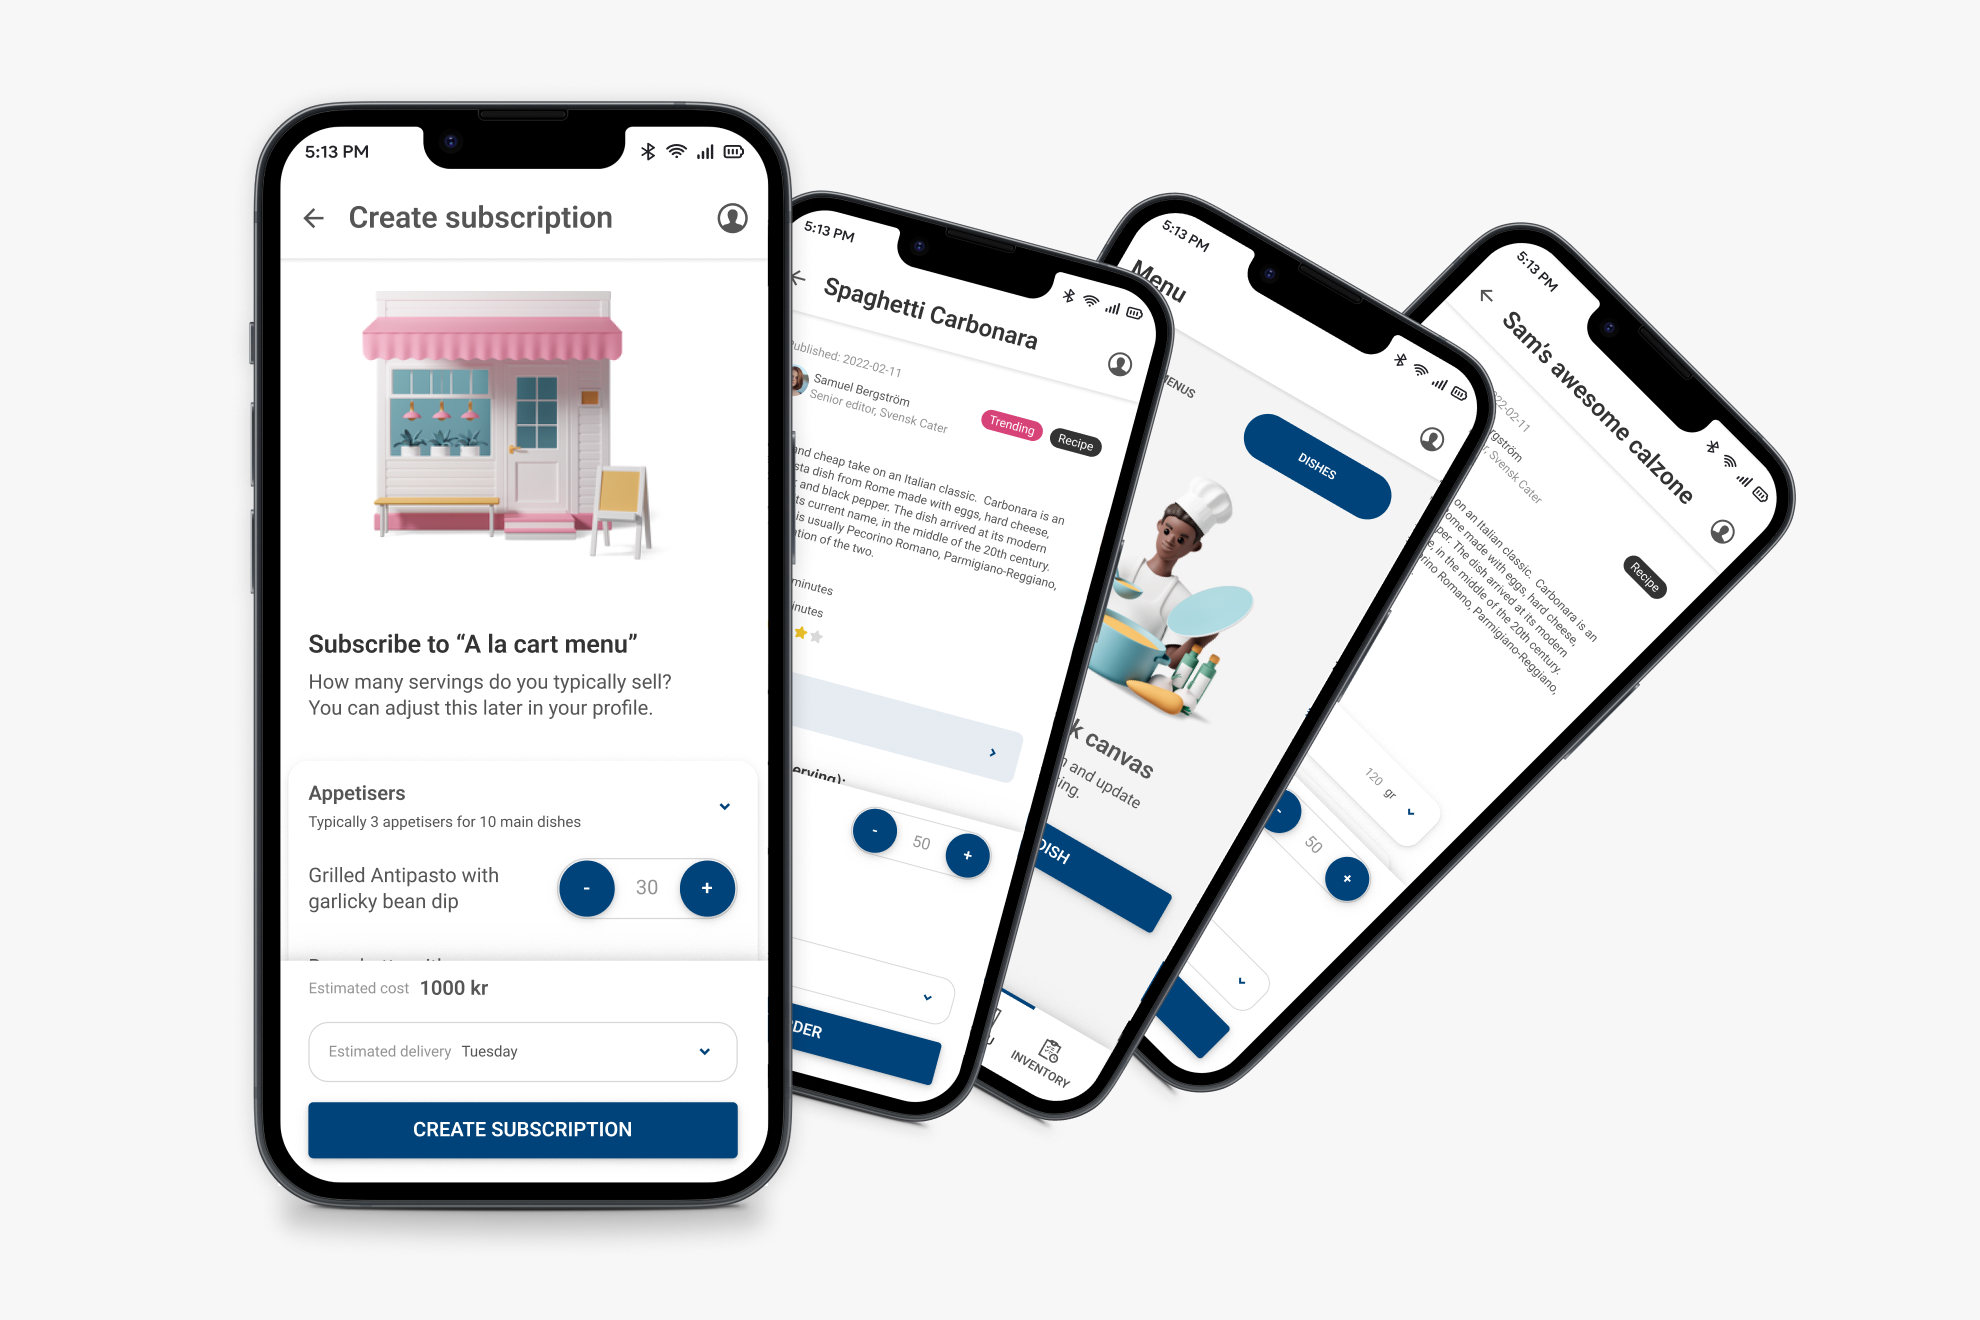 5:13 PM
Create subscription
Subscribe to “A la cart menu”
How many servings do you typically sell?
You can adjust this later in your profile.
Appetisers
Typically 3 appetisers for 10 main dishes
Grilled Antipasto with
garlicky bean dip
- 30 +
Estimated cost 1000 kr
Estimated delivery Tuesday
CREATE SUBSCRIPTION
5:13 PM
Spaghetti Carbonara
Published: 2022-02-11
Samuel Bergström
Senior editor, Svensk Cater
Trending
Recipe
and cheap take on an Italian classic. Carbonara is an
sta dish from Rome made with eggs, hard cheese,
and black pepper. The dish arrived at its modern
ts current name, in the middle of the 20th century.
is usually Pecorino Romano, Parmigiano-Reggiano,
tion of the two.
minutes
inutes
erving):
- 50 +
DER
5:13 PM
Menu
MENUS
DISHES
k canvas
and update
ing.
DISH
U
INVENTORY
5:13 PM
Sam's awesome calzone
22-02-11
rgström
r, Svensk Cater
Recipe
on an Italian classic. Carbonara is an
ome made with eggs, hard cheese,
per. The dish arrived at its modern
e, in the middle of the 20th century.
rino Romano, Parmigiano-Reggiano,
120 gr
- 50 +